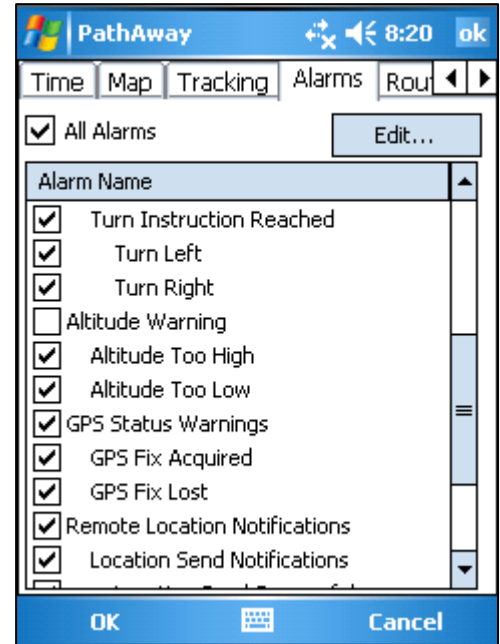 PathAway 8:20 ok
Time Map Tracking Alarms Rou
All Alarms Edit...
Alarm Name
Turn Instruction Reached
Turn Left
Turn Right
Altitude Warning
Altitude Too High
Altitude Too Low
GPS Status Warnings
GPS Fix Acquired
GPS Fix Lost
Remote Location Notifications
Location Send Notifications
OK Cancel